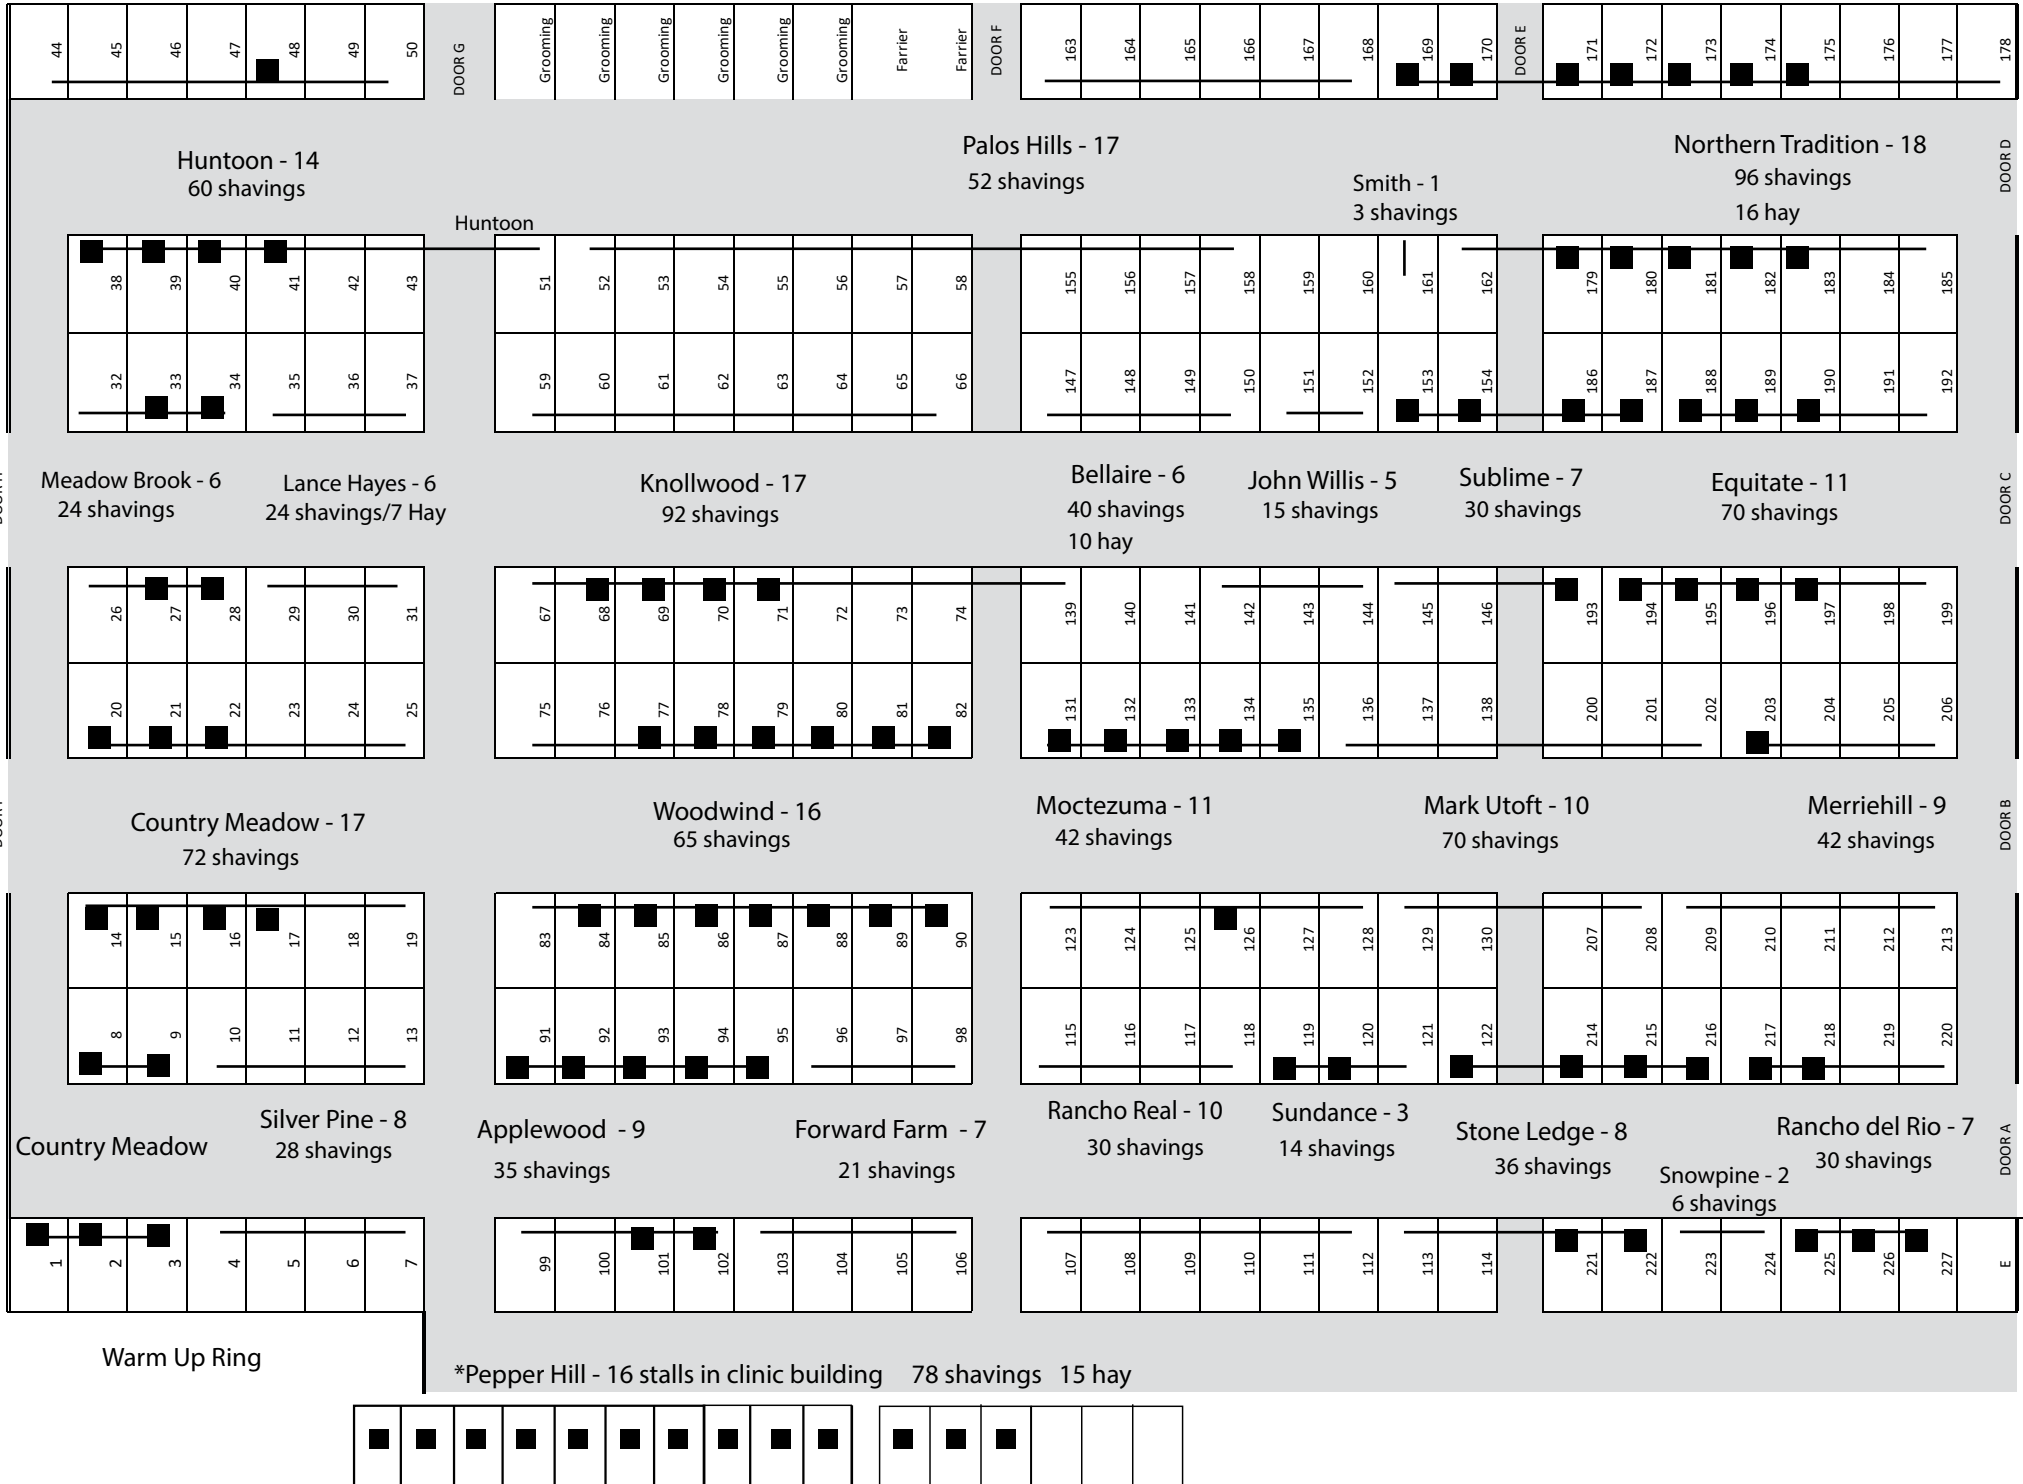 44 45 46 47 48 49 50 DOOR G Grooming Grooming Grooming Grooming Grooming Grooming Farrier Farrier DOOR F 163 164 165 166 167 168 169 170 DOOR E 171 172 173 174 175 176 177 178
Huntoon - 14
60 shavings
Palos Hills - 17
52 shavings
Smith - 1
3 shavings
Northern Tradition - 18
96 shavings
16 hay
DOOR D
Huntoon
38 39 40 41 42 43 51 52 53 54 55 56 57 58 155 156 157 158 159 160 161 162 179 180 181 182 183 184 185
32 33 34 35 36 37 59 60 61 62 63 64 65 66 147 148 149 150 151 152 153 154 186 187 188 189 190 191 192
Meadow Brook - 6
24 shavings
Lance Hayes - 6
24 shavings/7 Hay
Knollwood - 17
92 shavings
Bellaire - 6
40 shavings
10 hay
John Willis - 5
15 shavings
Sublime - 7
30 shavings
Equitate - 11
70 shavings
DOOR C
26 27 28 29 30 31 67 68 69 70 71 72 73 74 139 140 141 142 143 144 145 146 193 194 195 196 197 198 199
20 21 22 23 24 25 75 76 77 78 79 80 81 82 131 132 133 134 135 136 137 138 200 201 202 203 204 205 206
Country Meadow - 17
72 shavings
Woodwind - 16
65 shavings
Moctezuma - 11
42 shavings
Mark Utoft - 10
70 shavings
Merriehill - 9
42 shavings
DOOR B
14 15 16 17 18 19 83 84 85 86 87 88 89 90 123 124 125 126 127 128 129 130 207 208 209 210 211 212 213
8 9 10 11 12 13 91 92 93 94 95 96 97 98 115 116 117 118 119 120 121 122 214 215 216 217 218 219 220
Country Meadow
Silver Pine - 8
28 shavings
Applewood - 9
35 shavings
Forward Farm - 7
21 shavings
Rancho Real - 10
30 shavings
Sundance - 3
14 shavings
Stone Ledge - 8
36 shavings
Snowpine - 2
6 shavings
Rancho del Rio - 7
30 shavings
DOOR A
1 2 3 4 5 6 7 99 100 101 102 103 104 105 106 107 108 109 110 111 112 113 114 221 222 223 224 225 226 227 E
Warm Up Ring
*Pepper Hill - 16 stalls in clinic building 78 shavings 15 hay